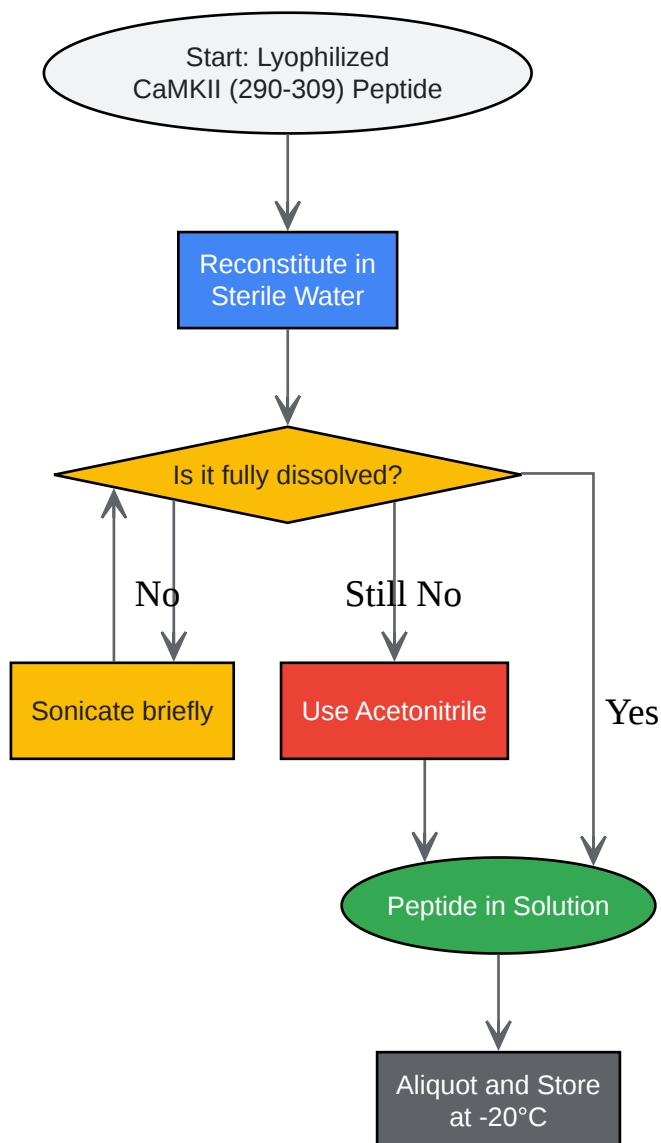 Start: Lyophilized
CaMKII (290-309) Peptide
Reconstitute in
Sterile Water
Is it fully dissolved?
No
Still No
Sonicate briefly
Use Acetonitrile
Yes
Peptide in Solution
Aliquot and Store
at -20°C